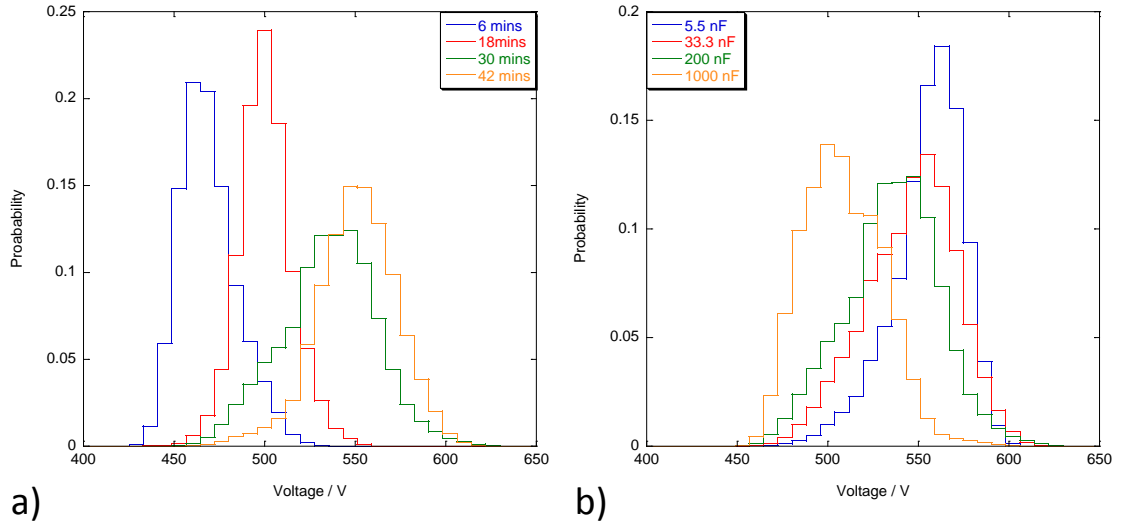 6 mins
18mins
30 mins
42 mins
0.25
0.2
0.15
0.1
0.05
0
Proabability
400
450
500
550
600
650
Voltage / V
a)
5.5 nF
33.3 nF
200 nF
1000 nF
0.2
0.15
0.1
0.05
0
Probability
400
450
500
550
600
650
Voltage / V
b)